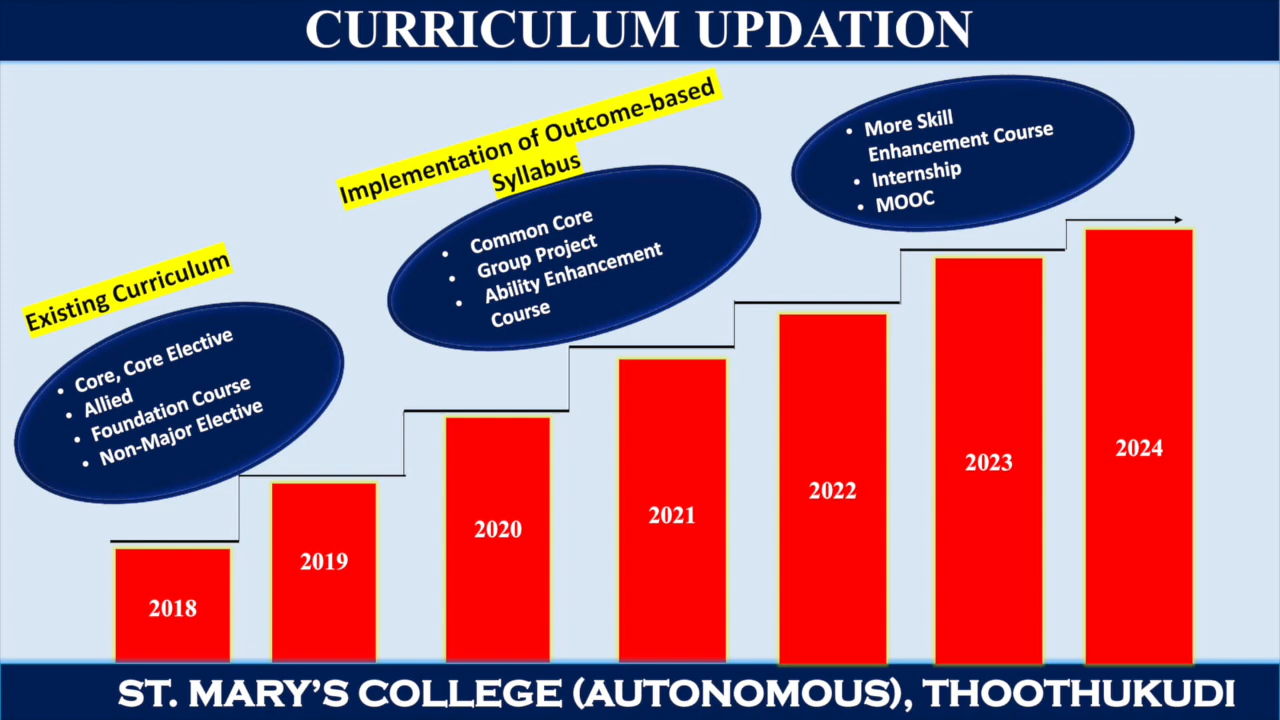 CURRICULUM UPDATION
Existing Curriculum
• Core, Core Elective
• Allied
• Foundation Course
• Non-Major Elective
Implementation of Outcome-based
Syllabus
• Common Core
• Group Project
• Ability Enhancement
Course
• More Skill
Enhancement Course
• Internship
• MOOC
2018
2019
2020
2021
2022
2023
2024
ST. MARY’S COLLEGE (AUTONOMOUS), THOOTHUKUDI